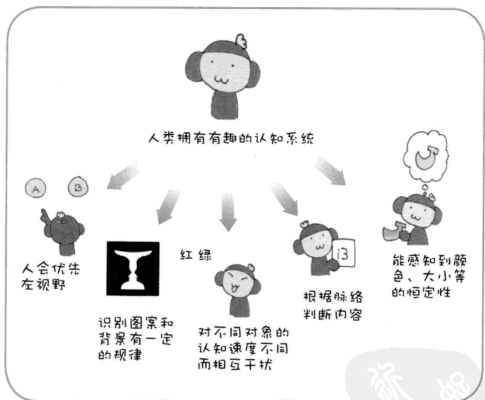 人类拥有有趣的认知系统
A B
人会优先
左视野
识别图案和
背景有一定
的规律
红 绿
对不同对象的
认知速度不同
而相互干扰
13
根据脉络
判断内容
能感知到颜
色、大小等
的恒定性